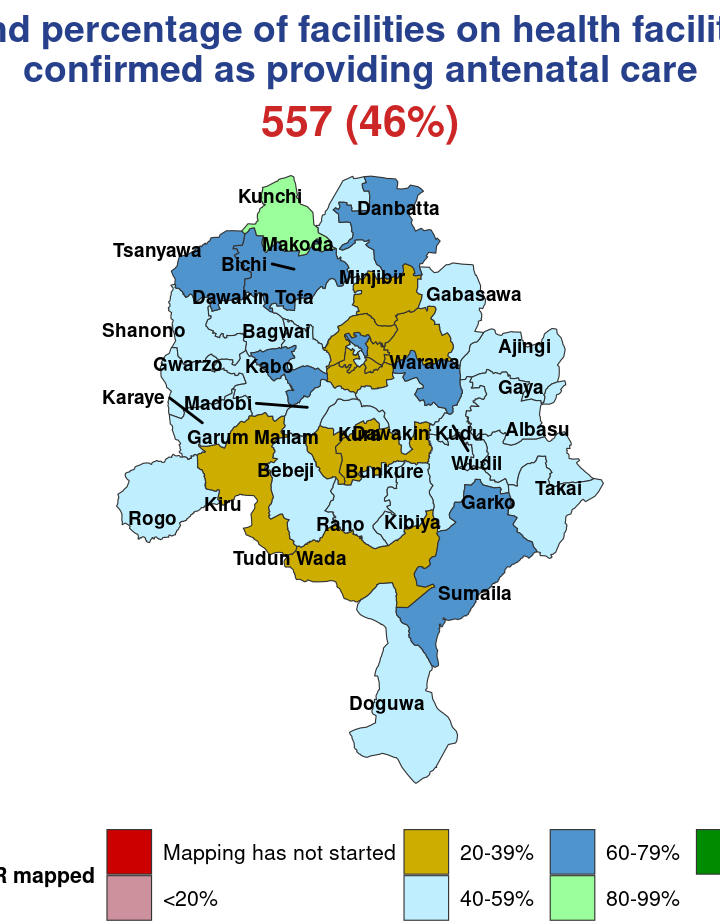 nd percentage of facilities on health facilit
confirmed as providing antenatal care
557 (46%)
Kunchi
Danbatta
Makoda
Tsanyawa
Bichi
Minjibir
Dawakin Tofa
Gabasawa
Shanono
Bagwai
Ajingi
Gwarzo
Kabo
Warawa
Gaya
Karaye
Madobi
Garum Mallam
Kura
Dawakin Kudu
Albasu
Bebeji
Bunkure
Wudil
Takai
Kiru
Garko
Rogo
Rano
Kibiya
Tudun Wada
Sumaila
Doguwa
R mapped
Mapping has not started
20-39%
60-79%
<20%
40-59%
80-99%